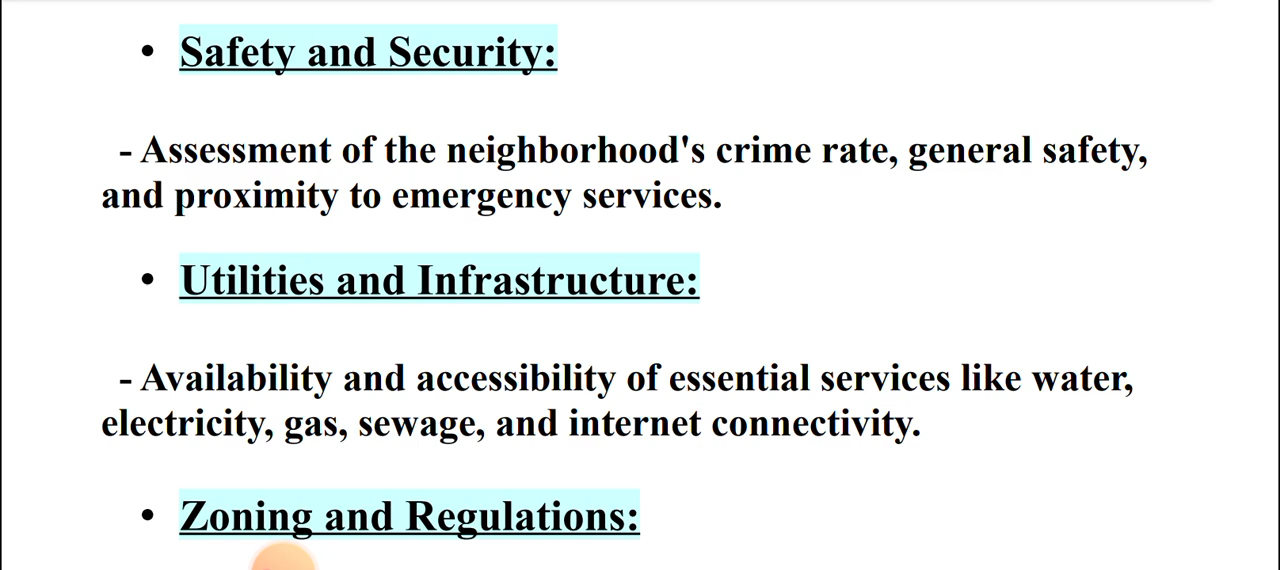 • Safety and Security:
- Assessment of the neighborhood's crime rate, general safety,
and proximity to emergency services.
• Utilities and Infrastructure:
- Availability and accessibility of essential services like water,
electricity, gas, sewage, and internet connectivity.
• Zoning and Regulations: